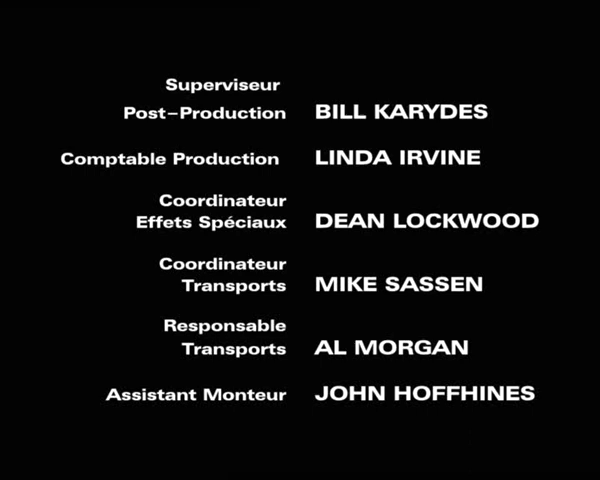 Superviseur
Post-Production BILL KARYDES
Comptable Production LINDA IRVINE
Coordinateur
Effets Spéciaux DEAN LOCKWOOD
Coordinateur
Transports MIKE SASSEN
Responsable
Transports AL MORGAN
Assistant Monteur JOHN HOFFHINES